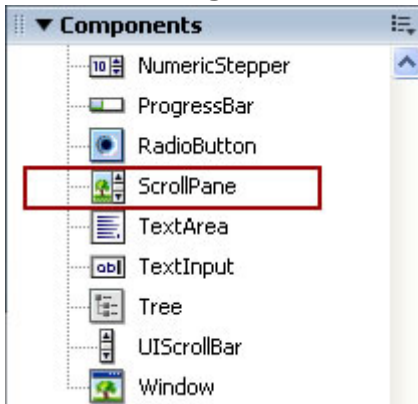 Components
NumericStepper
ProgressBar
RadioButton
ScrollPane
TextArea
TextInput
Tree
UIScrollBar
Window